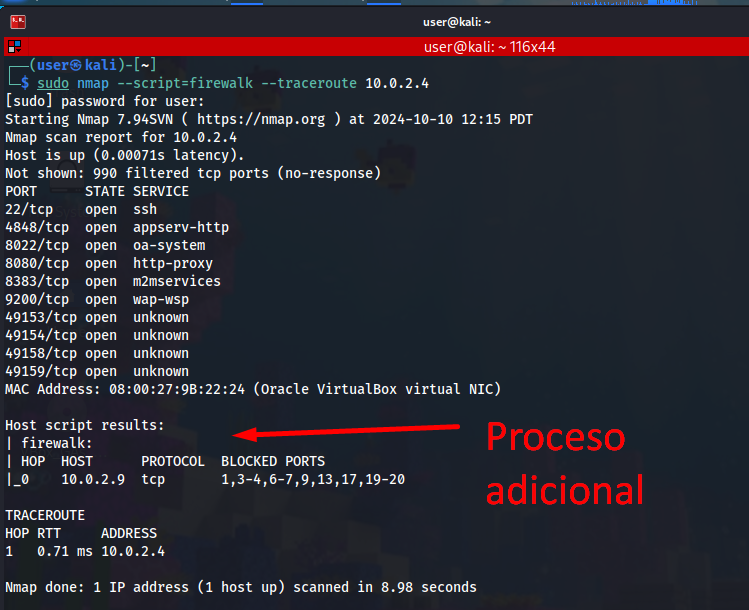 user@kali: ~
user@kali: ~ 116x44
┌──(user㉿kali)-[~]
└─$ sudo nmap --script=firewalk --traceroute 10.0.2.4
[sudo] password for user:
Starting Nmap 7.94SVN ( https://nmap.org ) at 2024-10-10 12:15 PDT
Nmap scan report for 10.0.2.4
Host is up (0.00071s latency).
Not shown: 990 filtered tcp ports (no-response)
PORT      STATE SERVICE
22/tcp    open  ssh
4848/tcp  open  appserv-http
8022/tcp  open  oa-system
8080/tcp  open  http-proxy
8383/tcp  open  m2mservices
9200/tcp  open  wap-wsp
49153/tcp open  unknown
49154/tcp open  unknown
49158/tcp open  unknown
49159/tcp open  unknown
MAC Address: 08:00:27:9B:22:24 (Oracle VirtualBox virtual NIC)
Host script results:
| firewalk:
| HOP  HOST      PROTOCOL  BLOCKED PORTS
|_0    10.0.2.9  tcp       1,3-4,6-7,9,13,17,19-20
Proceso
adicional
TRACEROUTE
HOP RTT     ADDRESS
1   0.71 ms 10.0.2.4
Nmap done: 1 IP address (1 host up) scanned in 8.98 seconds